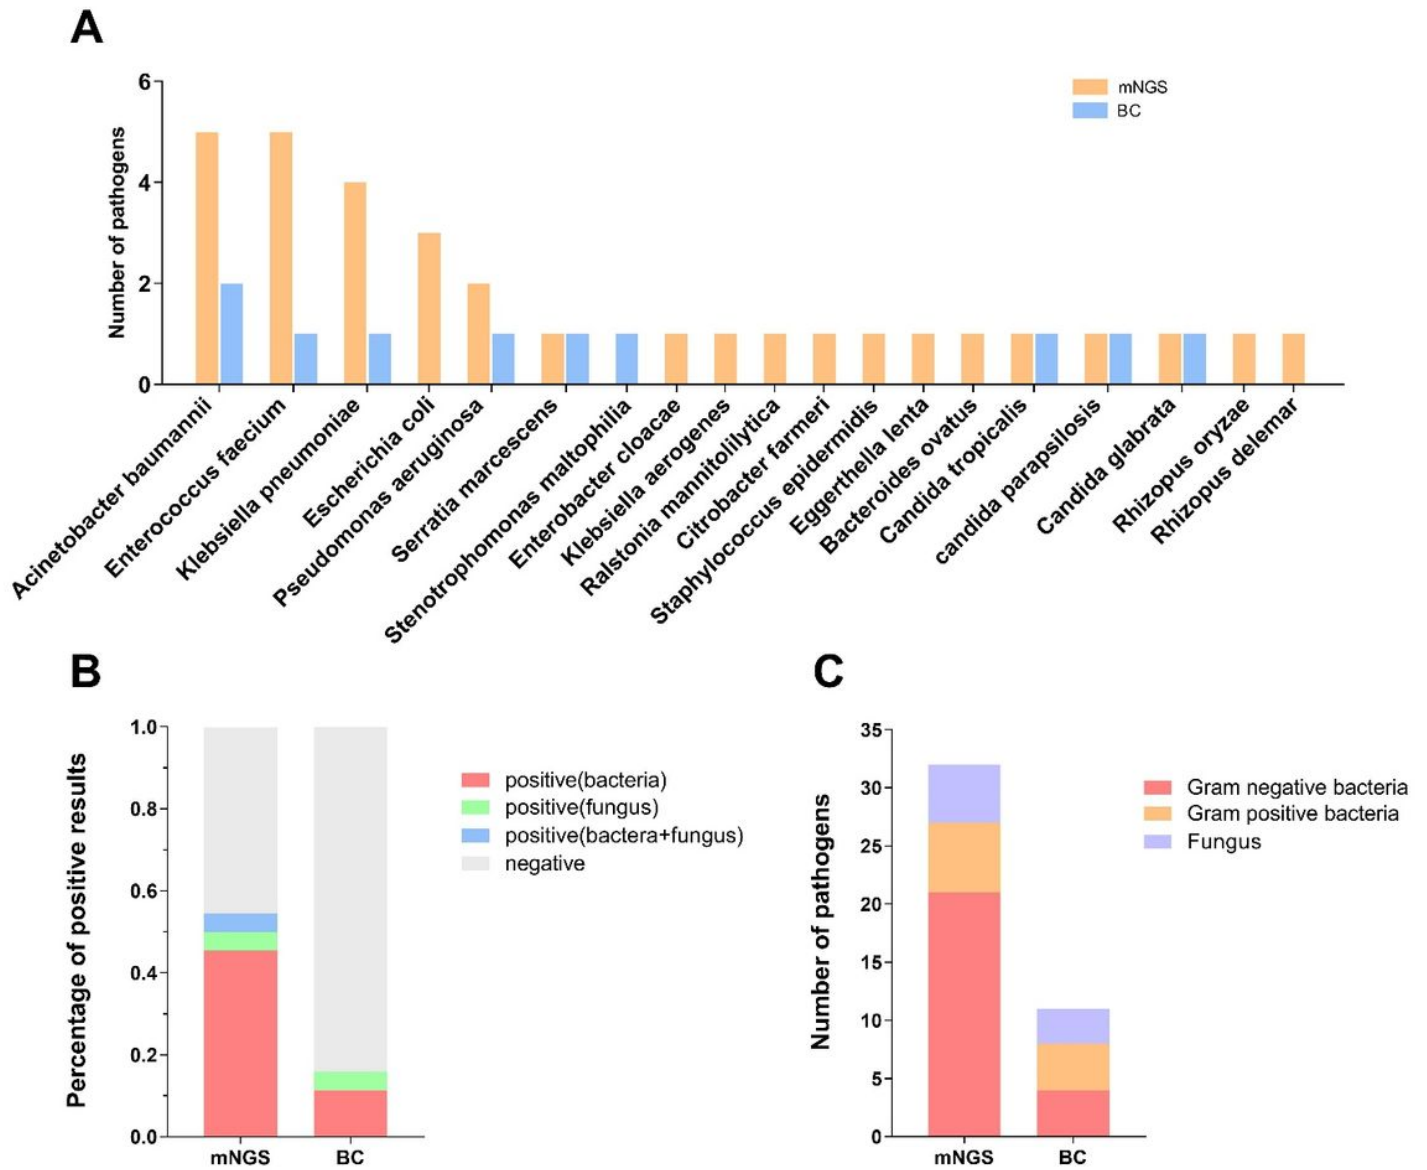 A
6
4
2
0
Number of pathogens
mNGS
BC
Acinetobacter baumannii
Enterococcus faecium
Klebsiella pneumoniae
Escherichia coli
Pseudomonas aeruginosa
Serratia marcescens
Stenotrophomonas maltophillia
Enterobacter cloacae
Klebsiella aerogenes
Ralstonia mannitolilytica
Citrobacter farmeri
Staphylococcus epidermidis
Eggerthella lenta
Bacteroides ovatus
Candida tropicalis
candida parapsilosis
Candida glabrata
Rhizopus oryzae
Rhizopus delemar
B
1.0
0.8
0.6
0.4
0.2
0.0
Percentage of positive results
mNGS
BC
positive(bacteria)
positive(fungus)
positive(bactera+fungus)
negative
C
35
30
25
20
15
10
5
0
Number of pathogens
mNGS
BC
Gram negative bacteria
Gram positive bacteria
Fungus